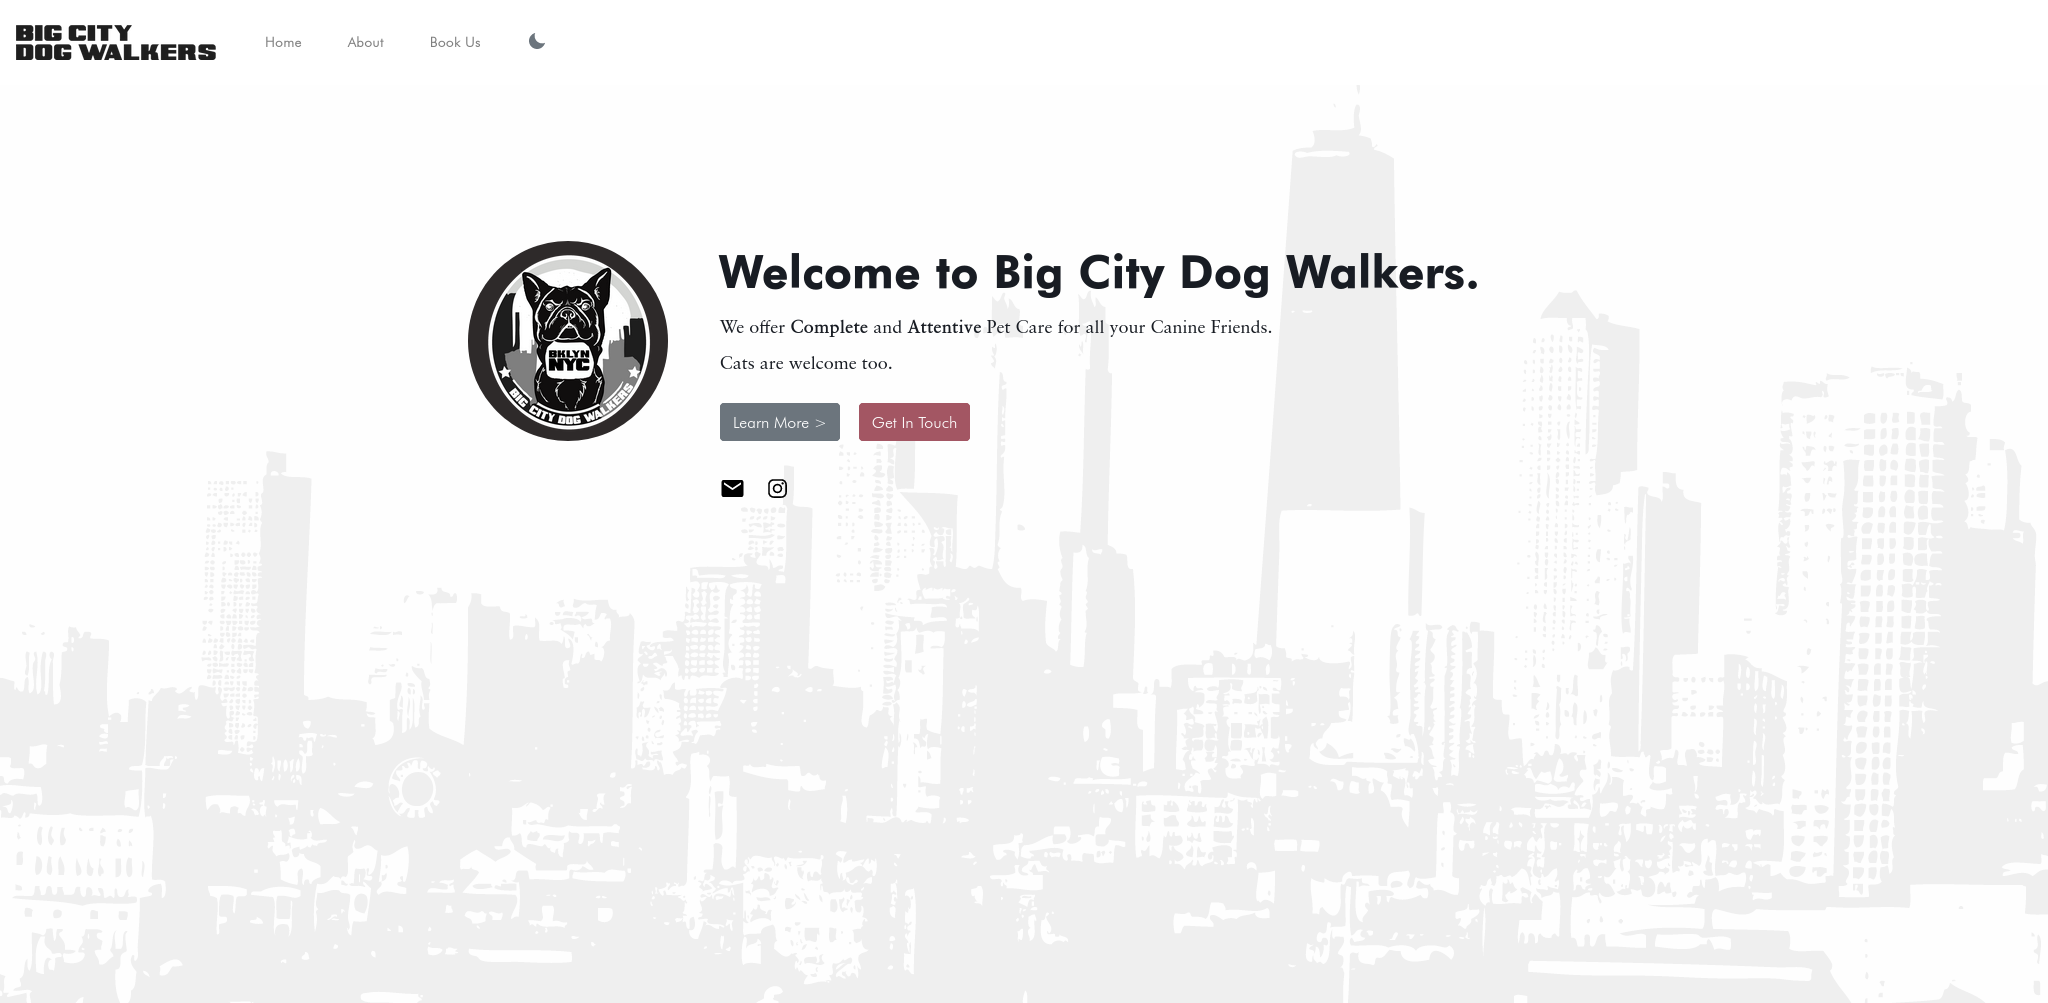 BIG CITY
DOG WALKERS
Home
About
Book Us
BKLYN
NYC
BIG CITY DOG WALKERS
Welcome to Big City Dog Walkers.
We offer Complete and Attentive Pet Care for all your Canine Friends.
Cats are welcome too.
Learn More >
Get In Touch